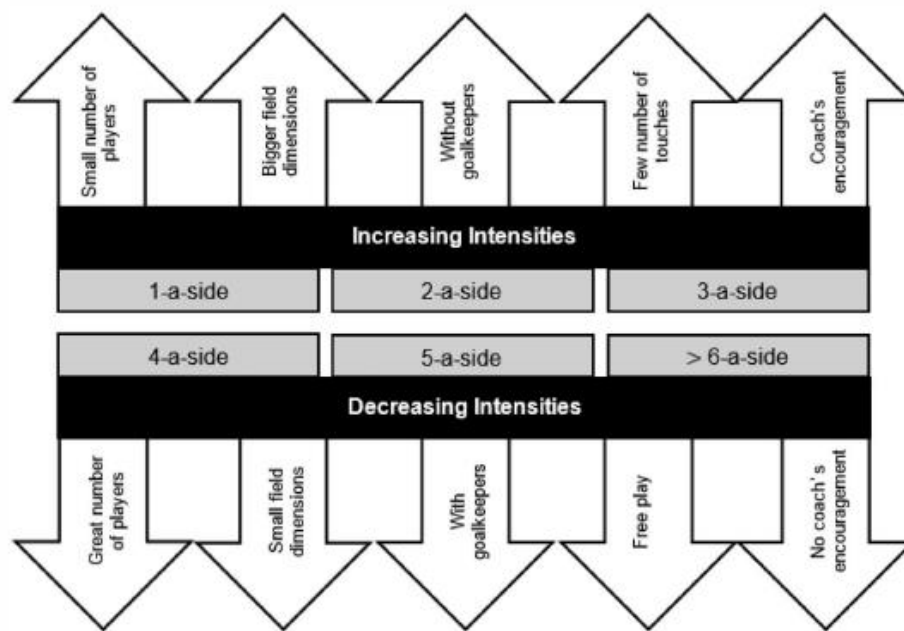 Small number of
players
Bigger field
dimensions
Without
goalkeepers
Few number of
touches
Coach's
encouragement
Increasing Intensities
1-a-side
2-a-side
3-a-side
4-a-side
5-a-side
> 6-a-side
Decreasing Intensities
Great number
of players
Small field
dimensions
With
goalkeepers
Free play
No coach's
encouragement